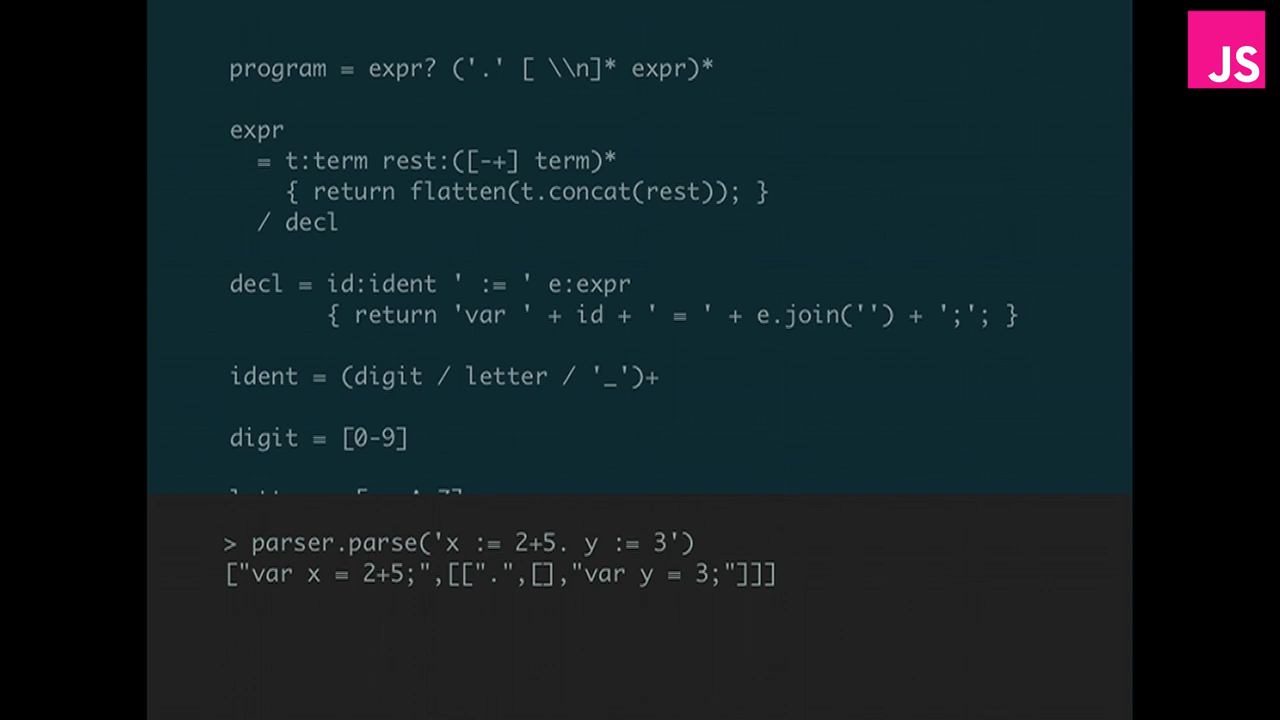 JS
program = expr? ('.' [ \\n]* expr)*
expr
= t:term rest:([-+] term)*
{ return flatten(t.concat(rest)); }
/ decl
decl = id:ident ' := ' e:expr
{ return 'var ' + id + ' = ' + e.join('') + ';'; }
ident = (digit / letter / '_')+
digit = [0-9]
> parser.parse('x := 2+5. y := 3')
["var x = 2+5;",[[".",[],"var y = 3;"]]]